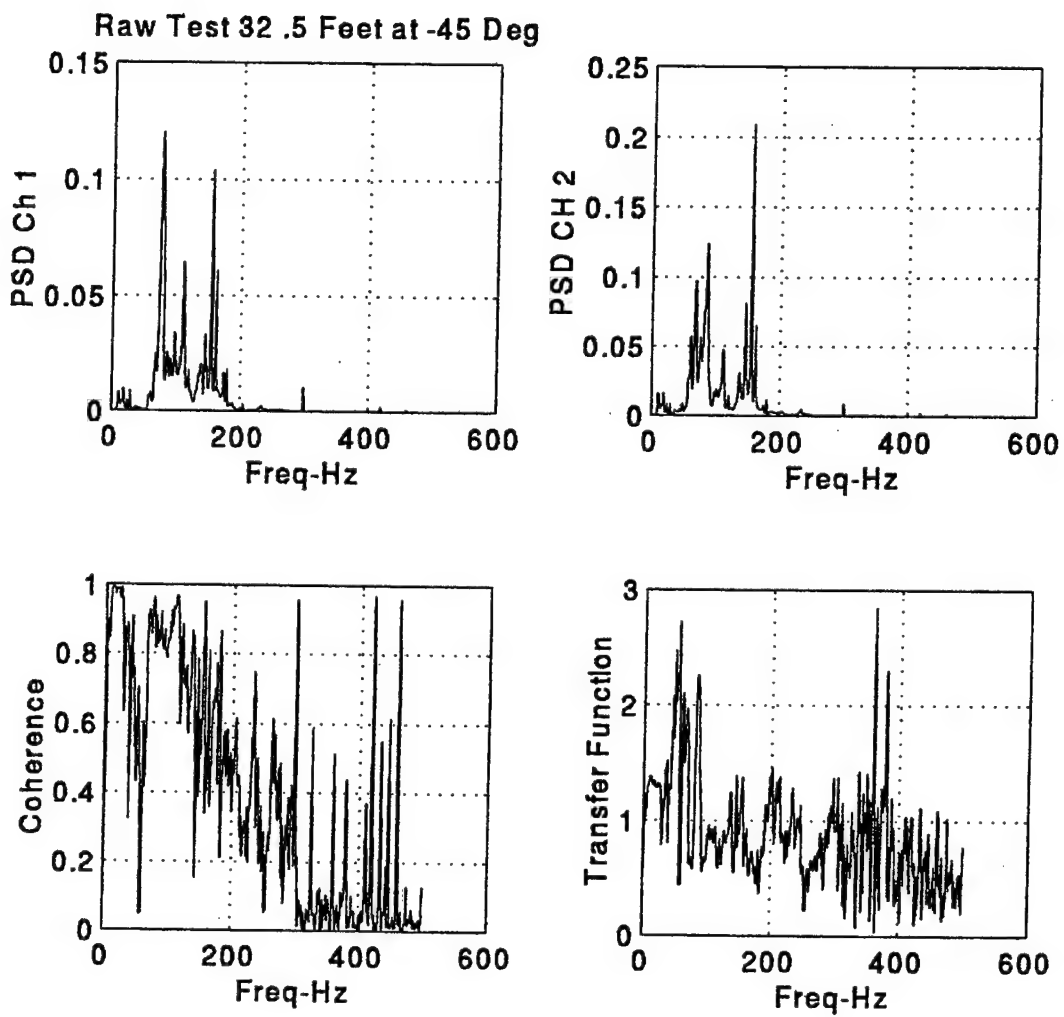 Raw Test 32 .5 Feet at -45 Deg
PSD Ch 1
0.15
0.1
0.05
0
0 200 400 600
Freq-Hz
PSD CH 2
0.25
0.2
0.15
0.1
0.05
0
0 200 400 600
Freq-Hz
Coherence
1
0.8
0.6
0.4
0.2
0
0 200 400 600
Freq-Hz
Transfer Function
3
2
1
0
0 200 400 600
Freq-Hz